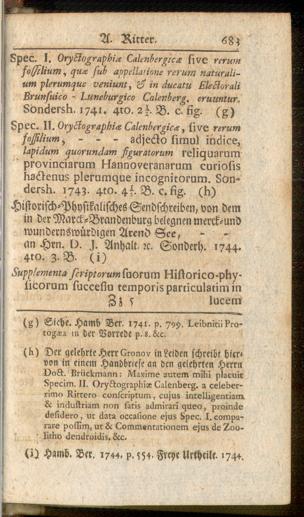 A. Ritter. 683
Spec. I. Oryctographiæ Calenbergicæ sive rerum
fossilium, quæ sub appellatione rerum naturali-
um plerumque veniunt, & in ducatu Electorali
Brunsuico - Luneburgico Calenberg, eruuntur.
Sondersh. 1741. 4to. 2½. B. c. fig. (g)
Spec. II. Oryctographiæ Calenbergicæ, sive rerum
fossilium, - - - adjecto simul indice,
lapidum quorundam figuratorum reliquarum
provinciarum Hannoveranarum curiosis
hactenus plerumque incognitorum. Son-
dersh. 1743. 4to. 4½. B. c. fig. (h)
Historisch-Physikalisches Sendschreiben, von dem
in der Marck-Brandenburg belegnen merck-und
wundernswürdigen Arend See, - -
an Hrn. D. J. Anhalt ꝛc. Sonderh. 1744.
4to. 3. B. (i)
Supplementa scriptorum suorum Historico-phy-
sicorum succesſu temporis particulatim in
Zz 5 lucem
(g) Siehe. Hamb Ber. 1741. p. 799. Leibnitii Pro-
togæa in der Vorrede p. 8. &c.
(h) Der gelehrte Herr Gronov in Leiden schreibt hier-
von in einem Handbriefe an den gelehrten Herrn
Doct. Brückmann: Maxime autem mihi placuit
Specim. II. Oryctographiæ Calenberg. a celeber-
rimo Rittero conscriptum, cujus intelligentiam
& industriam non satis admirari queo, proinde
desidero, ut data occasione ejus Spec. I. compa-
rare possim, ut & Commentationem ejus de Zoo-
litho dendroidis, &c.
(i) Hamb. Ber. 1744. p. 554. Freye Urtheile. 1744.